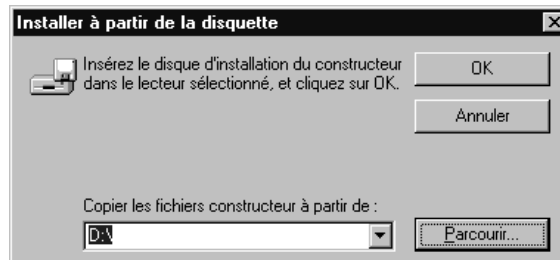 Installer à partir de la disquette
Insérez le disque d'installation du constructeur
dans le lecteur sélectionné, et cliquez sur OK.
OK
Annuler
Copier les fichiers constructeur à partir de :
D:\
Parcourir...